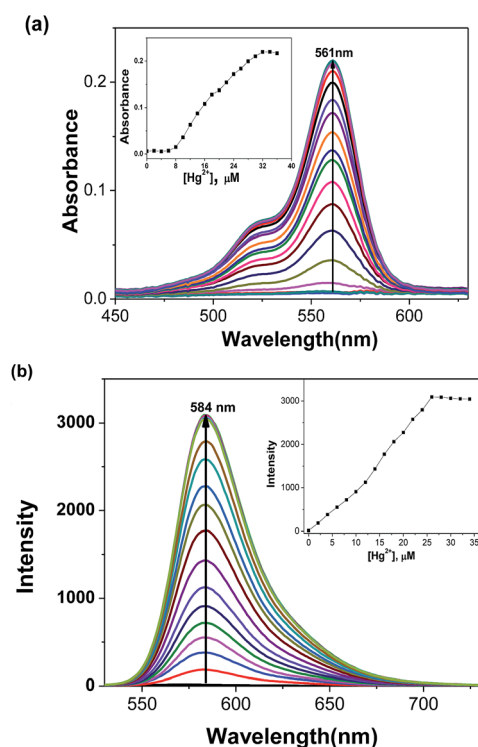 (a)
561nm
0.2
0.1
0.0
Absorbance
450 500 550 600
Wavelength(nm)
0.2
0.1
0.0
Absorbance
0 8 16 24 32 40
[Hg²⁺], μM
(b)
584 nm
3000
2000
1000
0
Intensity
550 600 650 700
Wavelength(nm)
3000
2000
1000
0
Intensity
0 5 10 15 20 25 30 35
[Hg²⁺], μM